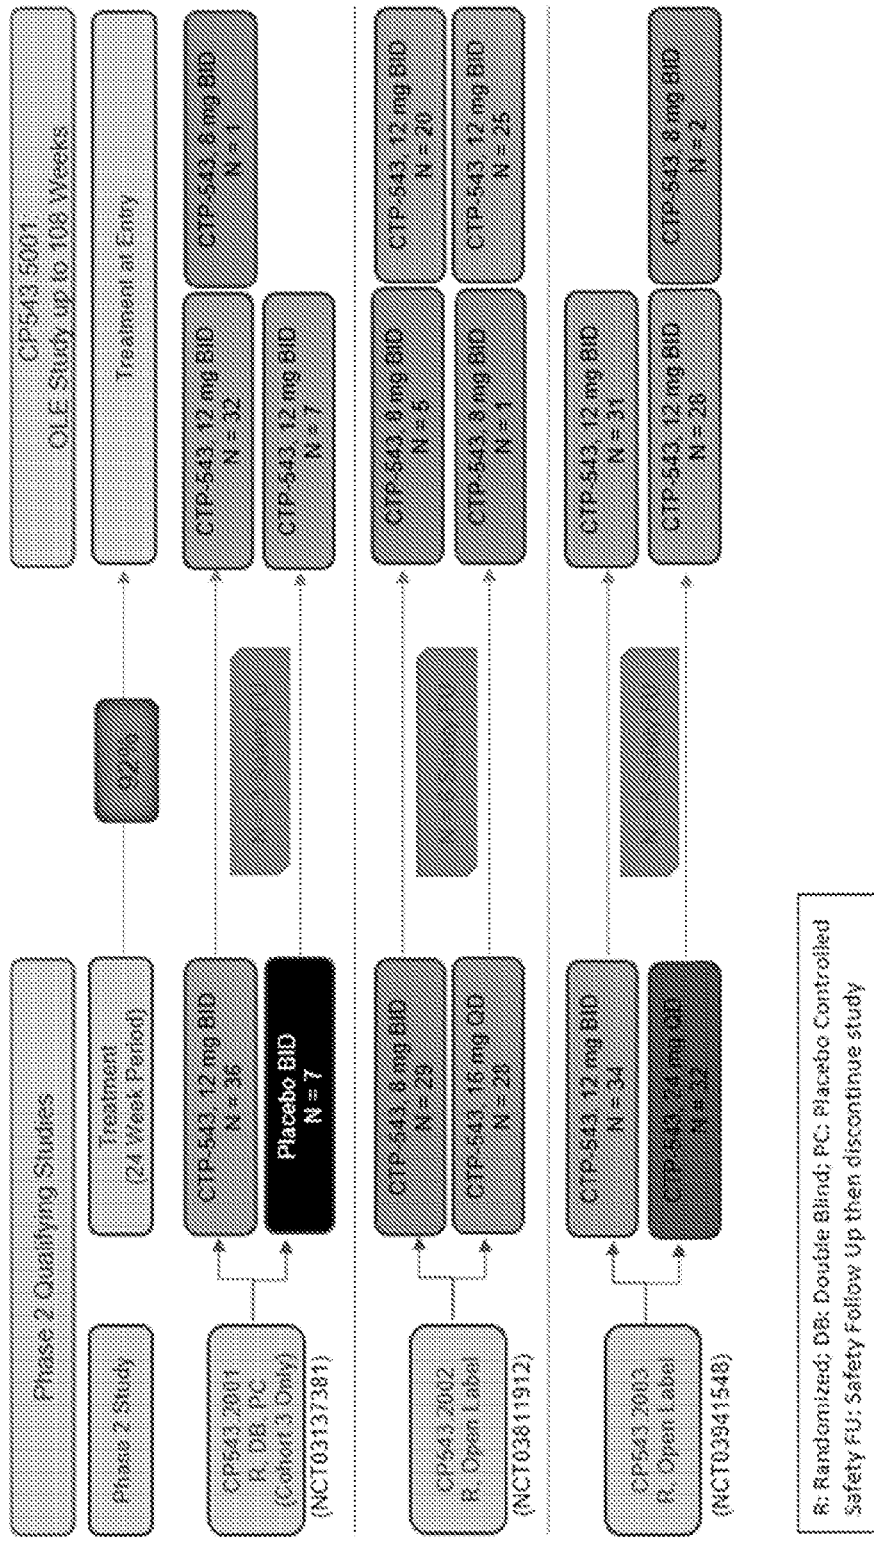 Phase 2 Qualifying Studies
CP543.5001
OLE Study up to 108 Weeks
Phase 2 Study
Treatment
(24 Week Period)
Treatment at Entry
CP543.2001
R, DB, PC
(Cohort 3 Only)
(NCT03137381)
CTP-543, 12 mg BID
N = 36
Placebo BID
N = 7
CTP-543, 12 mg BID
N = 32
CTP-543, 8 mg BID
N = 1
CTP-543, 12 mg BID
N = 7
CP543.2002
R, Open Label
(NCT03811912)
CTP-543, 8 mg BID
N = 29
CTP-543, 16 mg QD
N = 28
CTP-543, 8 mg BID
CTP-543, 12 mg BID
N = 20
CTP-543, 8 mg BID
N = 1
CTP-543, 12 mg BID
N = 25
CP543.2003
R, Open Label
(NCT03941548)
CTP-543, 12 mg BID
N = 34
CTP-543, 24 mg QD
CTP-543, 12 mg BID
N = 31
CTP-543, 12 mg BID
N = 28
CTP-543, 8 mg BID
N = 2
R: Randomized; DB: Double Blind; PC: Placebo Controlled
Safety FU: Safety Follow Up then discontinue study